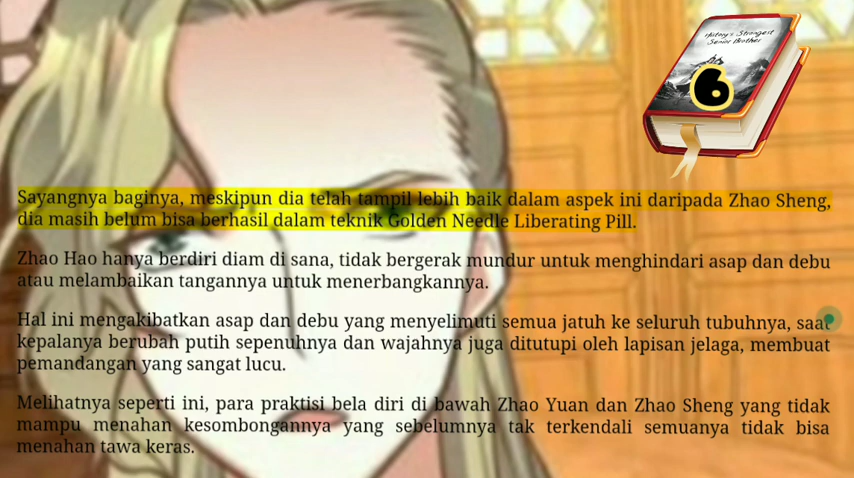 History's Strongest
Senior Brother
6
Sayangnya baginya, meskipun dia telah tampil lebih baik dalam aspek ini daripada Zhao Sheng,
dia masih belum bisa berhasil dalam teknik Golden Needle Liberating Pill.
Zhao Hao hanya berdiri diam di sana, tidak bergerak mundur untuk menghindari asap dan debu
atau melambaikan tangannya untuk menerbangkannya.
Hal ini mengakibatkan asap dan debu yang menyelimuti semua jatuh ke seluruh tubuhnya, saat
kepalanya berubah putih sepenuhnya dan wajahnya juga ditutupi oleh lapisan jelaga, membuat
pemandangan yang sangat lucu.
Melihatnya seperti ini, para praktisi bela diri di bawah Zhao Yuan dan Zhao Sheng yang tidak
mampu menahan kesombongannya yang sebelumnya tak terkendali semuanya tidak bisa
menahan tawa keras.